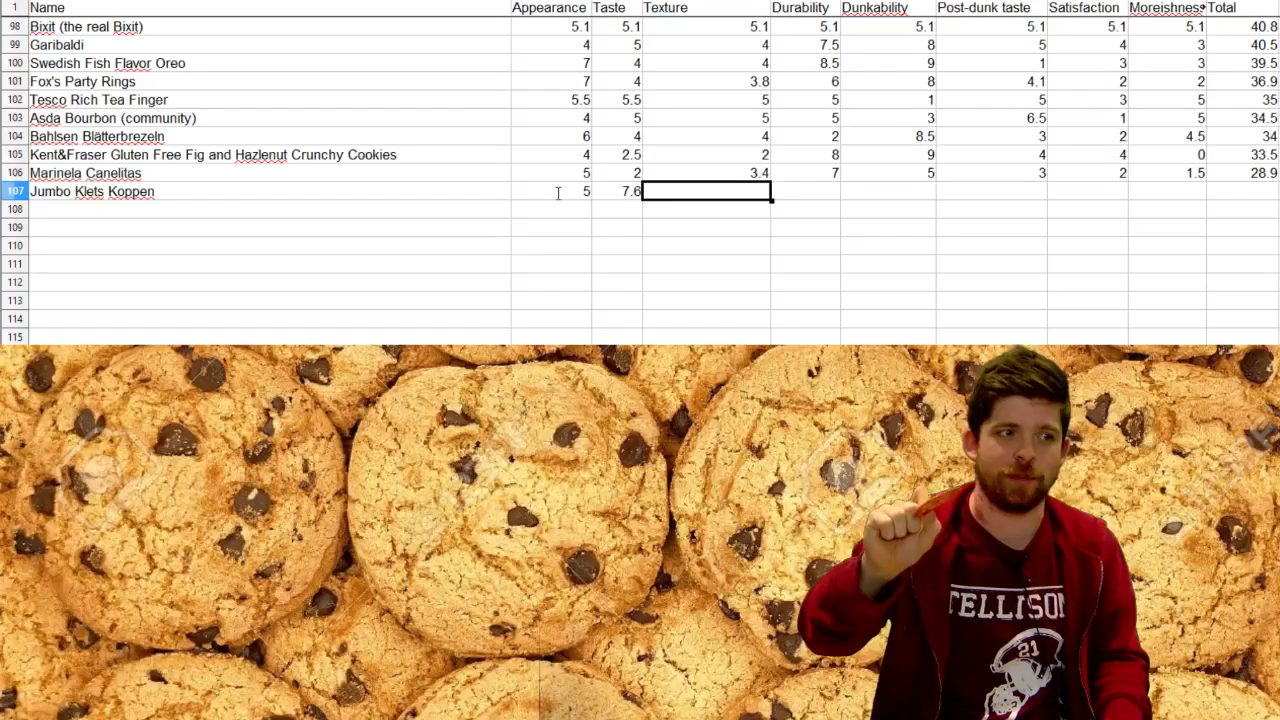 1 Name Appearance Taste Texture Durability Dunkability Post-dunk taste Satisfaction Moreishnes Total
98 Bixit (the real Bixit) 5.1 5.1 5.1 5.1 5.1 5.1 5.1 5.1 40.8
99 Garibaldi 4 5 4 7.5 8 5 4 3 40.5
100 Swedish Fish Flavor Oreo 7 4 4 8.5 9 1 3 3 39.5
101 Fox's Party Rings 7 4 3.8 6 8 4.1 2 2 36.9
102 Tesco Rich Tea Finger 5.5 5.5 5 5 1 5 3 5 35
103 Asda Bourbon (community) 4 5 5 5 3 6.5 1 5 34.5
104 Bahlsen Blätterbrezeln 6 4 4 2 8.5 3 2 4.5 34
105 Kent&Fraser Gluten Free Fig and Hazlenut Crunchy Cookies 4 2.5 2 8 9 4 4 0 33.5
106 Marinela Canelitas 5 2 3.4 7 5 3 2 1.5 28.9
107 Jumbo Klets Koppen 5 7.6
108
109
110
111
112
113
114
115
TELLISON
21